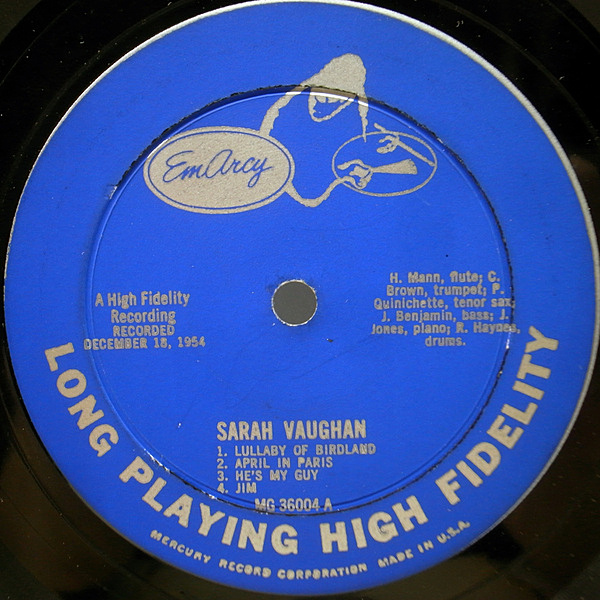 EmArcy
A High Fidelity
Recording
RECORDED
DECEMBER 18, 1954
H. Mann, flute; C.
Brown, trumpet; P.
Quinichette, tenor sax;
J. Benjamin, bass; J.
Jones, piano; R. Haynes,
drums.
SARAH VAUGHAN
1. LULLABY OF BIRDLAND
2. APRIL IN PARIS
3. HE'S MY GUY
4. JIM
MG 36004 A
LONG PLAYING HIGH FIDELITY
MERCURY RECORD CORPORATION MADE IN U.S.A.